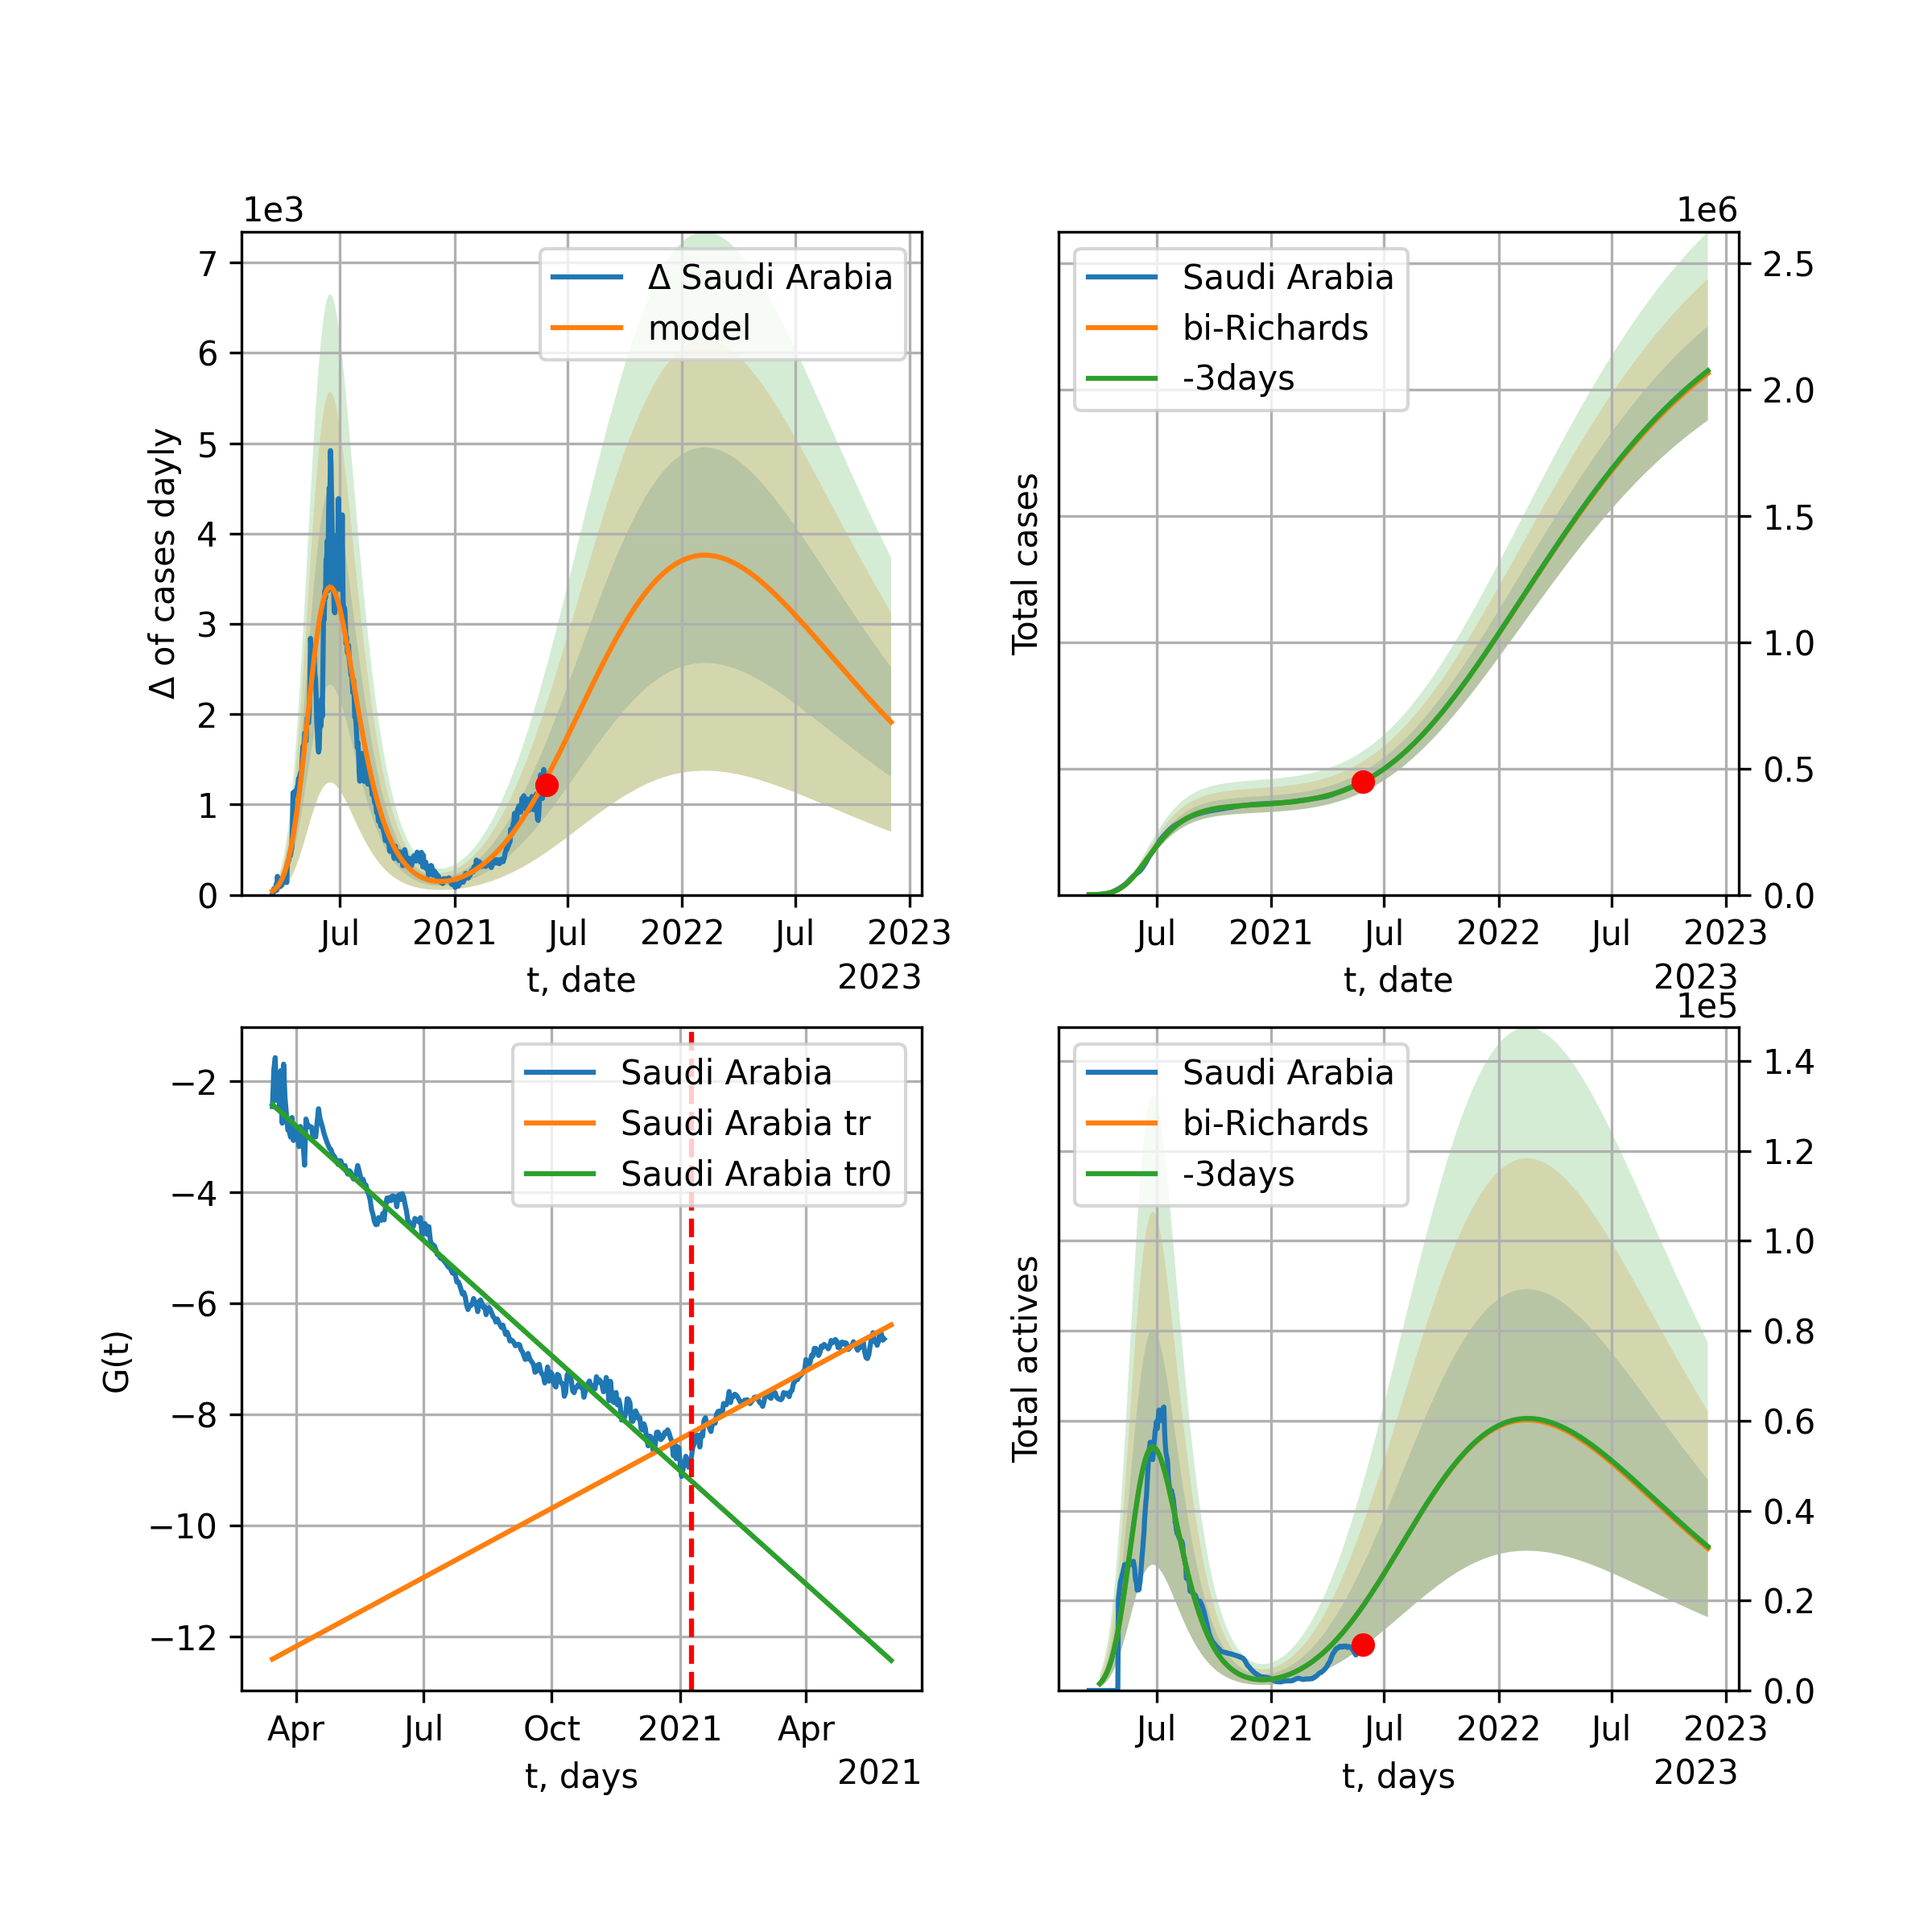 1e3
7
6
5
4
3
2
1
0
Δ of cases dayly
Δ Saudi Arabia
model
Jul
2021
Jul
2022
Jul
2023
t, date
2023
1e6
Saudi Arabia
bi-Richards
-3days
2.5
2.0
1.5
1.0
0.5
0.0
Total cases
Jul
2021
Jul
2022
Jul
2023
t, date
2023
−2
−4
−6
−8
−10
−12
G(t)
Saudi Arabia
Saudi Arabia tr
Saudi Arabia tr0
Apr
Jul
Oct
2021
Apr
t, days
2021
1e5
Saudi Arabia
bi-Richards
-3days
1.4
1.2
1.0
0.8
0.6
0.4
0.2
0.0
Total actives
Jul
2021
Jul
2022
Jul
2023
t, days
2023